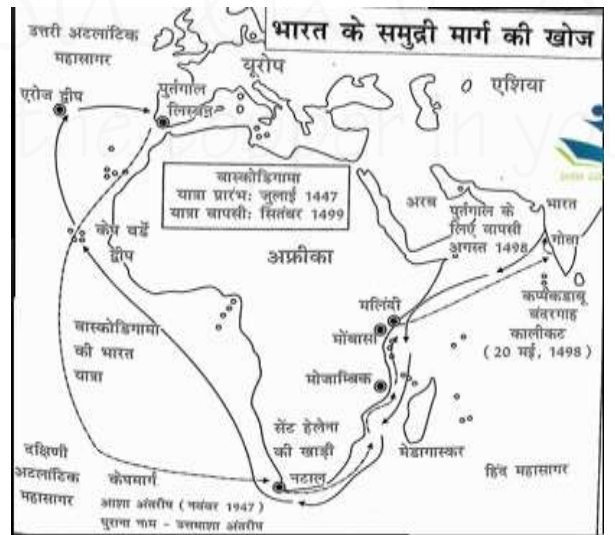 भारत के समुद्री मार्ग की खोज
उत्तरी अटलांटिक
महासागर
यूरोप
एशिया
एरोज द्वीप
पुर्तगाल
लिस्बन
वास्कोडिगामा
यात्रा प्रारंभ: जुलाई 1447
यात्रा वापसी: सितंबर 1499
अरब
पुर्तगाल के
लिए वापसी
अगस्त 1498
भारत
गोवा
केप वर्डे
द्वीप
अफ्रीका
कप्पकडाबू
बंदरगाह
कालीकट
(20 मई, 1498)
मलिंदी
मोंबासा
वास्कोडिगामा
की भारत
यात्रा
मोजाम्बिक
सेंट हेलेना
की खाड़ी
मेडागास्कर
दक्षिणी
अटलांटिक
महासागर
हिंद महासागर
केपमार्ग
नटाल
आशा अंतरीप (नवंबर 1947)
पुराना नाम - उत्तमाशा अंतरीप